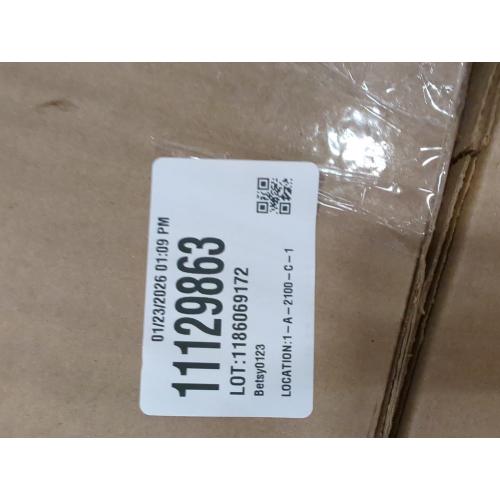 01/23/2026 01:09 PM
11129863
LOT:1186069172
Betsy0123
LOCATION:1-A-2100-C-1